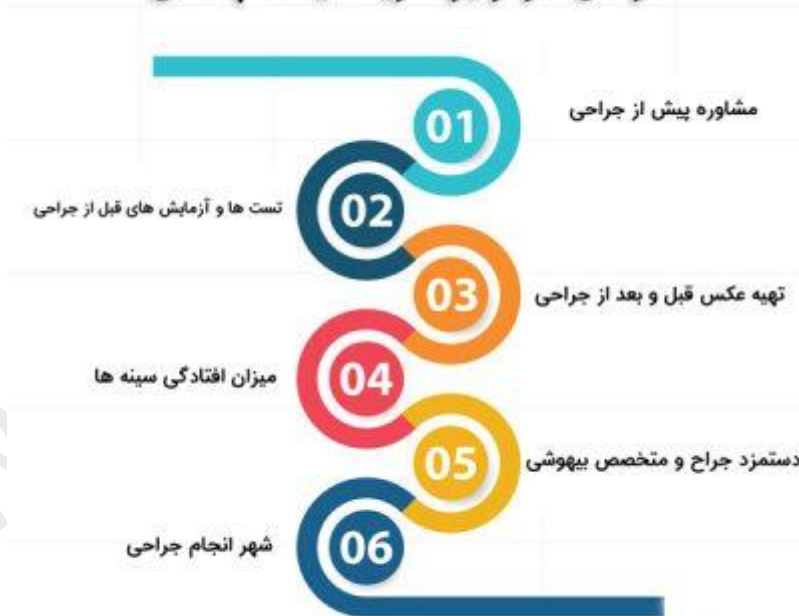 مشاوره پیش از جراحی
01
تست ها و آزمایش های قبل از جراحی
02
تهیه عکس قبل و بعد از جراحی
03
میزان افتادگی سینه ها
04
دستمزد جراح و متخصص بیهوشی
05
شهر انجام جراحی
06